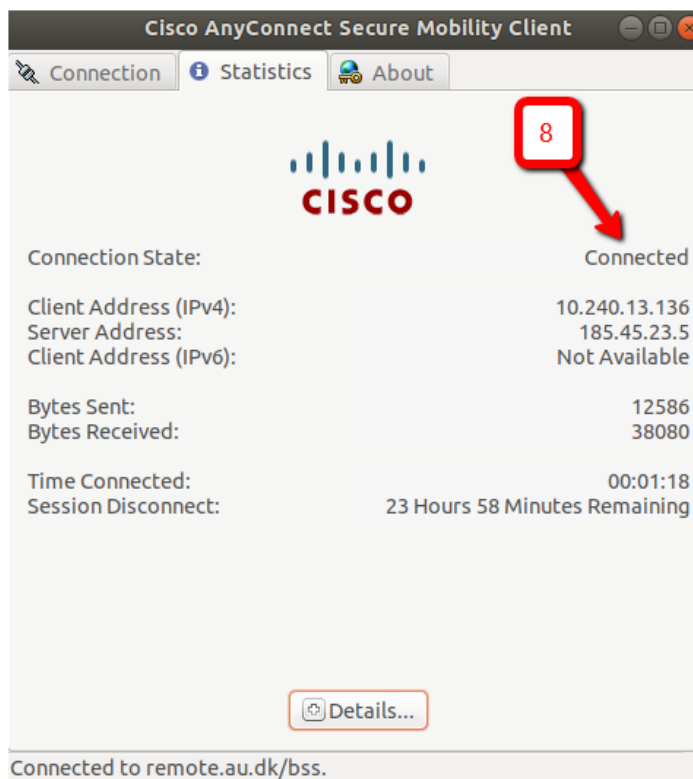 Cisco AnyConnect Secure Mobility Client
Connection Statistics About
8
CISCO
Connection State: Connected
Client Address (IPv4): 10.240.13.136
Server Address: 185.45.23.5
Client Address (IPv6): Not Available
Bytes Sent: 12586
Bytes Received: 38080
Time Connected: 00:01:18
Session Disconnect: 23 Hours 58 Minutes Remaining
Details...
Connected to remote.au.dk/bss.